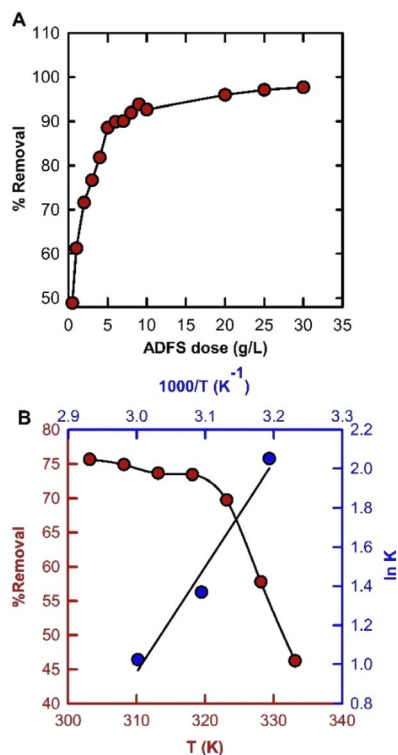 A
110
100
90
80
70
60
50
% Removal
0 5 10 15 20 25 30 35
ADFS dose (g/L)
1000/T (K⁻¹)
B
2.9 3.0 3.1 3.2 3.3
80
75
70
65
60
55
50
45
40
%Removal
2.2
2.0
1.8
1.6
1.4
1.2
1.0
0.8
ln K
300 310 320 330 340
T (K)